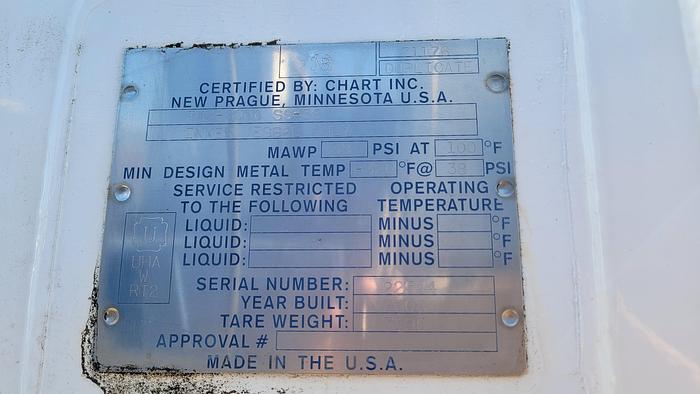 DUPLICATE
CERTIFIED BY: CHART INC.
NEW PRAGUE, MINNESOTA U.S.A.
MAWP PSI AT 100 °F
MIN DESIGN METAL TEMP °F@ 39 PSI
SERVICE RESTRICTED OPERATING
TO THE FOLLOWING TEMPERATURE
LIQUID: MINUS °F
LIQUID: MINUS °F
LIQUID: MINUS °F
U
UHA
W
RT2
SERIAL NUMBER:
YEAR BUILT:
TARE WEIGHT:
APPROVAL #
MADE IN THE U.S.A.